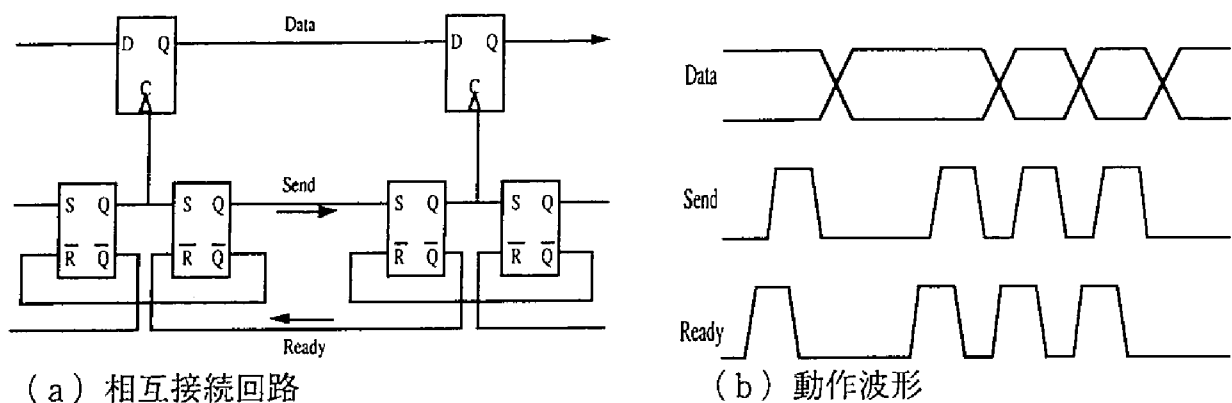 D Q
C
Data
D Q
C
S Q
R̅ Q̅
S Q
R̅ Q̅
Send
S Q
R̅ Q̅
S Q
R̅ Q̅
Ready
(a) 相互接続回路
Data
Send
Ready
(b) 動作波形